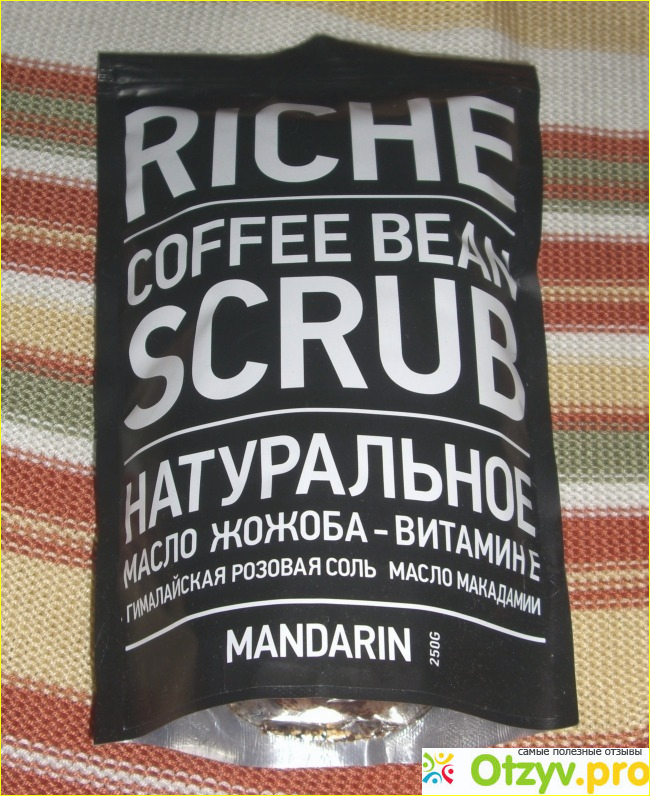 RICHE
COFFEE BEAN
SCRUB
НАТУРАЛЬНОЕ
МАСЛО ЖОЖОБА - ВИТАМИН Е
ГИМАЛАЙСКАЯ РОЗОВАЯ СОЛЬ МАСЛО МАКАДАМИИ
MANDARIN 250G
самые полезные отзывы
Otzyv.pro